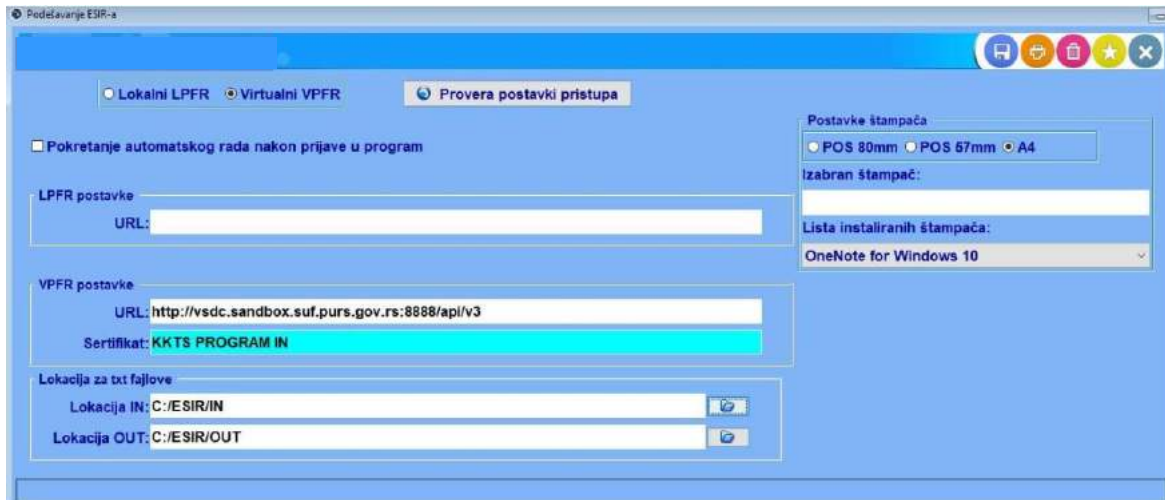 Podešavanje ESIR-a
Lokalni LPFR Virtualni VPFR Provera postavki pristupa
Pokretanje automatskog rada nakon prijave u program
LPFR postavke
URL:
VPFR postavke
URL: http://vsdc.sandbox.suf.purs.gov.rs:8888/api/v3
Sertifikat: KKTS PROGRAM IN
Lokacija za txt fajlove
Lokacija IN: C:/ESIR/IN
Lokacija OUT: C:/ESIR/OUT
Postavke štampača
POS 80mm POS 57mm A4
Izabran štampač:
Lista instaliranih štampača:
OneNote for Windows 10